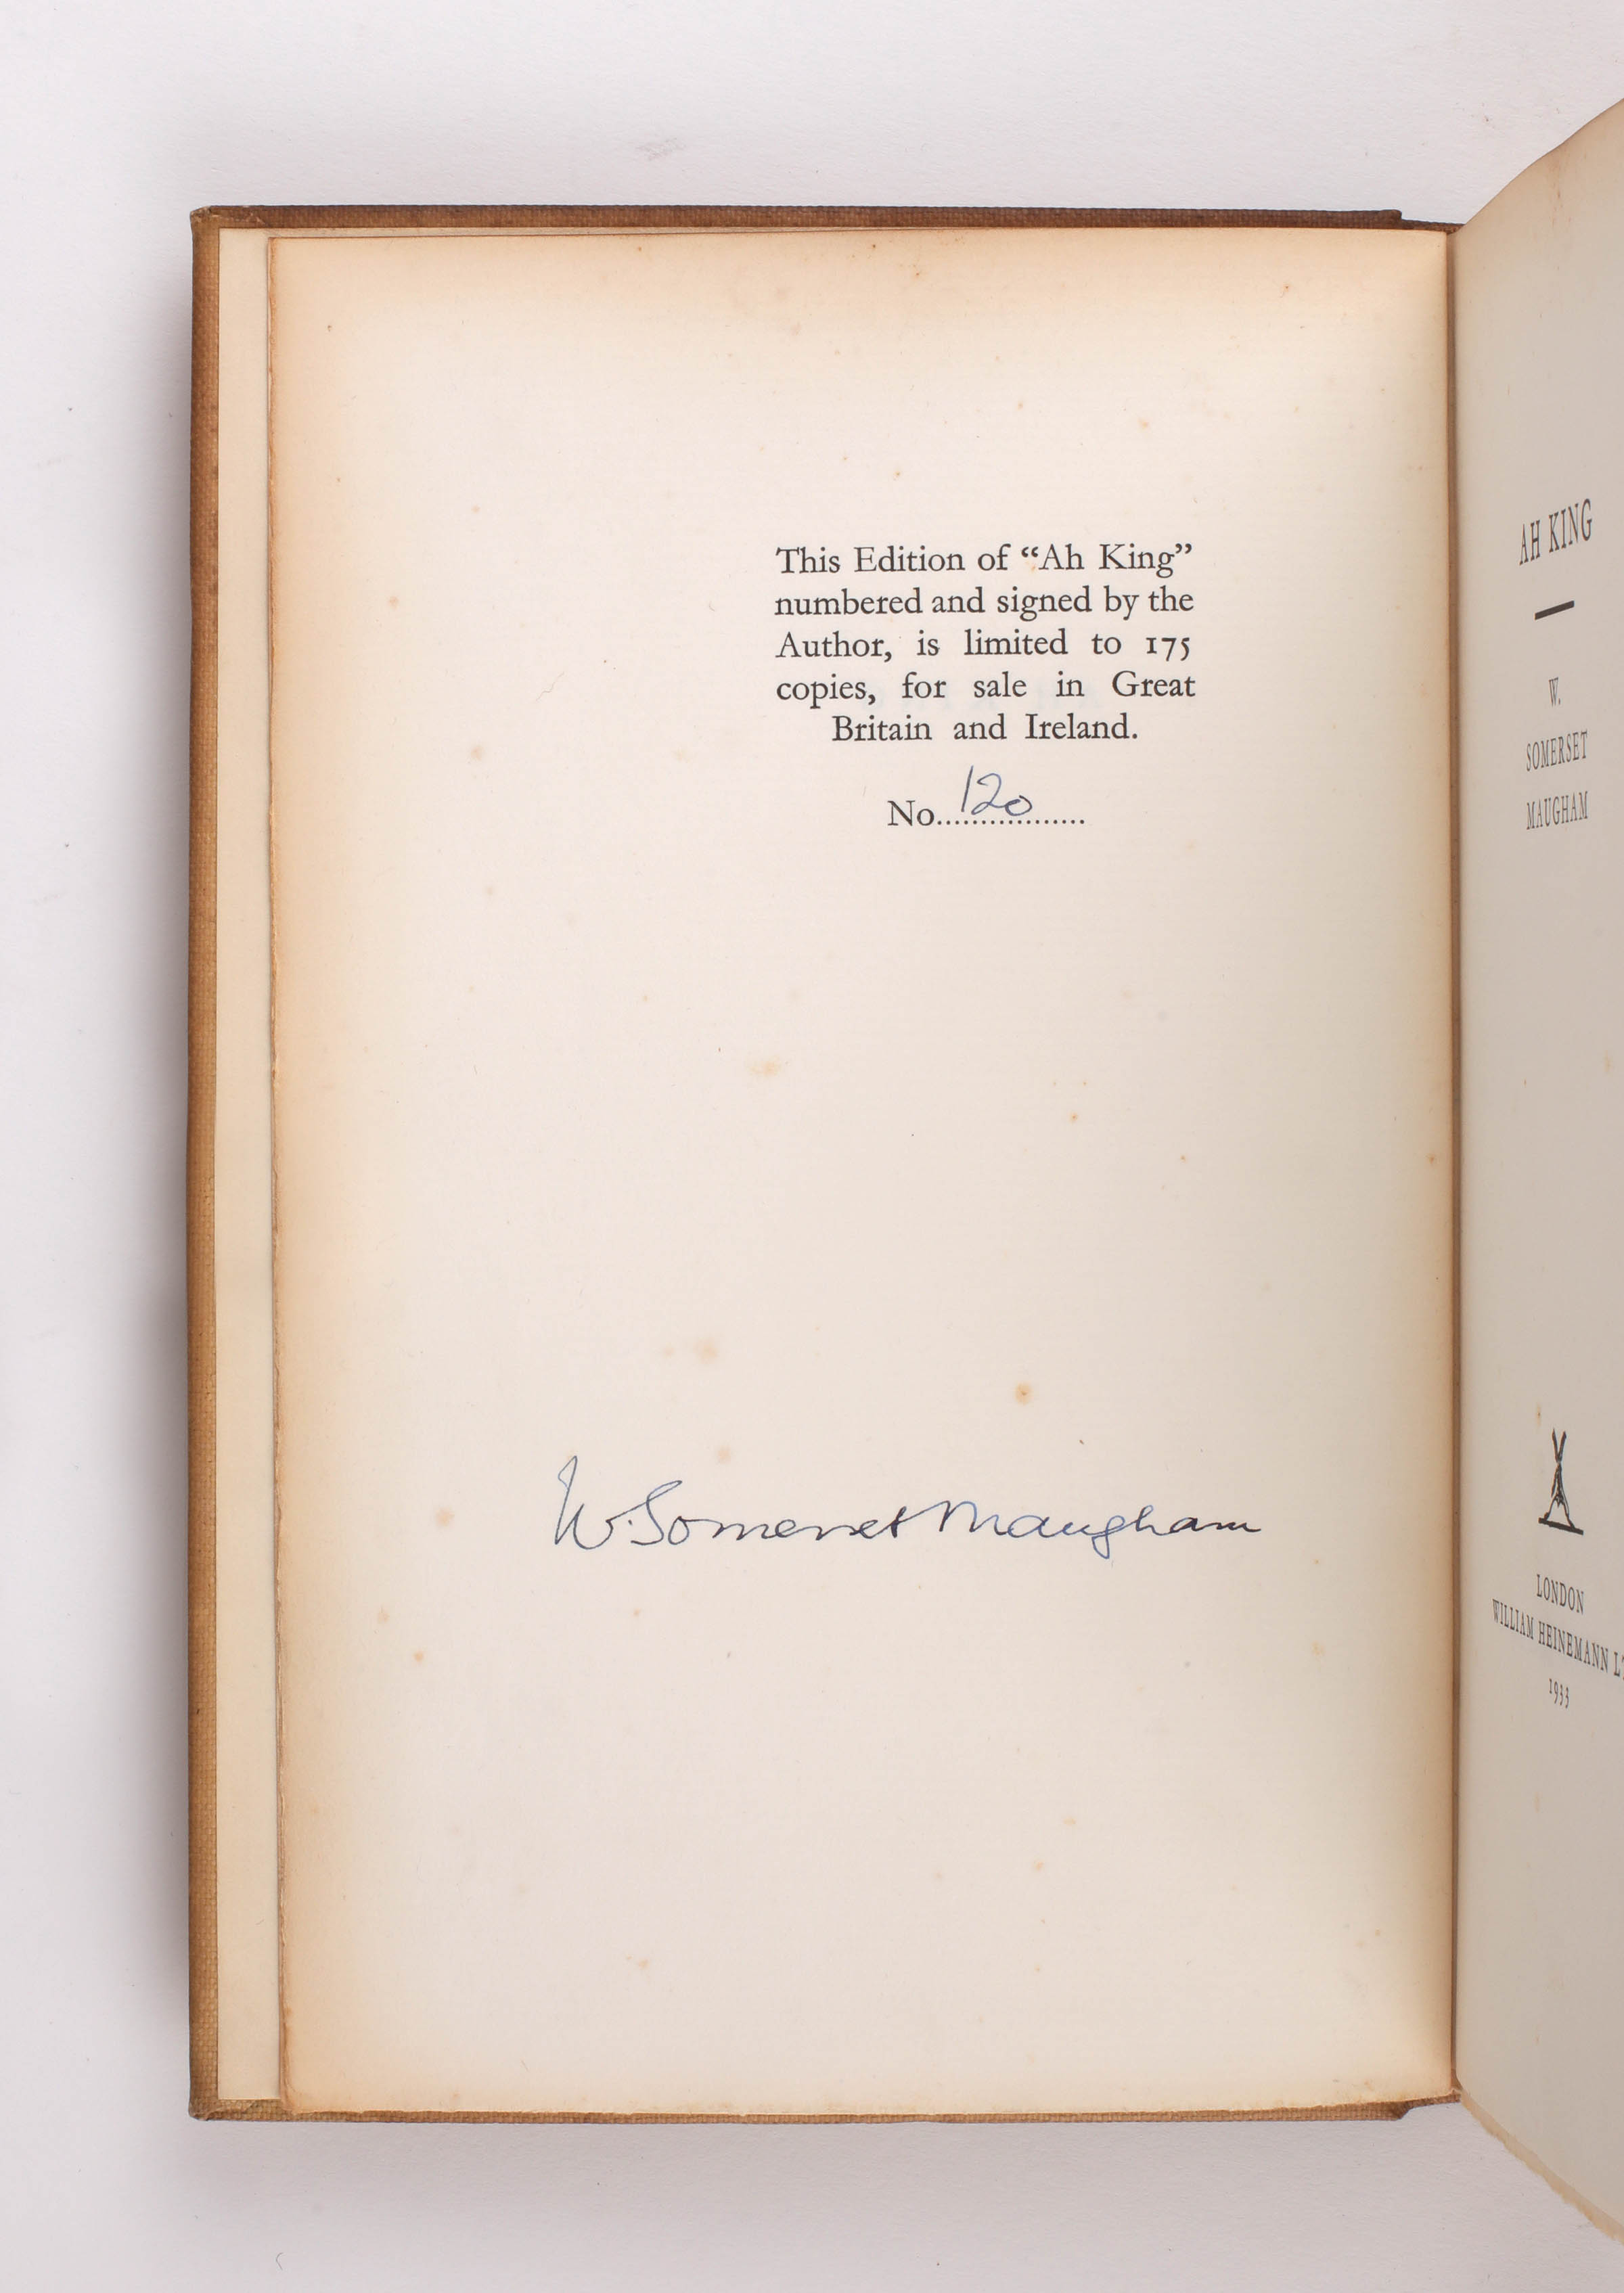 This Edition of “Ah King”
numbered and signed by the
Author, is limited to 175
copies, for sale in Great
Britain and Ireland.
No. 120
W. Somerset Maugham
AH KING
W.
SOMERSET
MAUGHAM
LONDON
WILLIAM HEINEMANN
1933